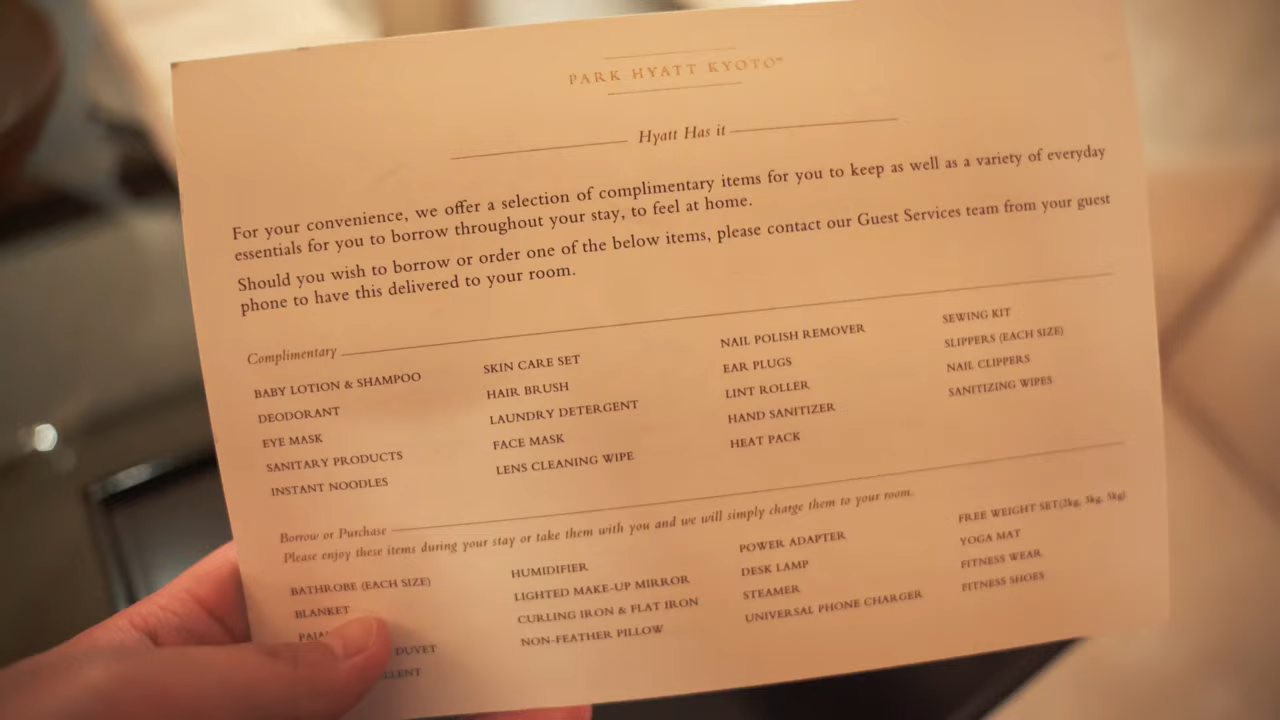 PARK HYATT KYOTO™
Hyatt Has it
For your convenience, we offer a selection of complimentary items for you to keep as well as a variety of everyday
essentials for you to borrow throughout your stay, to feel at home.
Should you wish to borrow or order one of the below items, please contact our Guest Services team from your guest
phone to have this delivered to your room.
Complimentary
BABY LOTION & SHAMPOO
DEODORANT
EYE MASK
SANITARY PRODUCTS
INSTANT NOODLES
SKIN CARE SET
HAIR BRUSH
LAUNDRY DETERGENT
FACE MASK
LENS CLEANING WIPE
NAIL POLISH REMOVER
EAR PLUGS
LINT ROLLER
HAND SANITIZER
HEAT PACK
SEWING KIT
SLIPPERS (EACH SIZE)
NAIL CLIPPERS
SANITIZING WIPES
Borrow or Purchase
Please enjoy these items during your stay or take them with you and we will simply charge them to your room.
BATHROBE (EACH SIZE)
BLANKET
DUVET
HUMIDIFIER
LIGHTED MAKE-UP MIRROR
CURLING IRON & FLAT IRON
NON-FEATHER PILLOW
POWER ADAPTER
DESK LAMP
STEAMER
UNIVERSAL PHONE CHARGER
FREE WEIGHT SET(2kg, 3kg, 5kg)
YOGA MAT
FITNESS WEAR
FITNESS SHOES